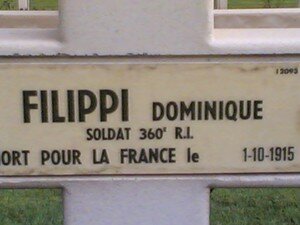 12093
FILIPPI DOMINIQUE
SOLDAT 360e R.I.
ORT POUR LA FRANCE le 1-10-1915